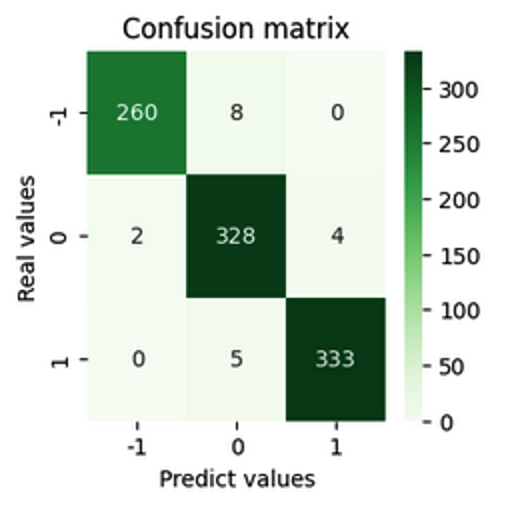 Confusion matrix
-1 260 8 0 300
250
0 2 328 4 200
150
100
1 0 5 333 50
0
-1 0 1
Real values
Predict values